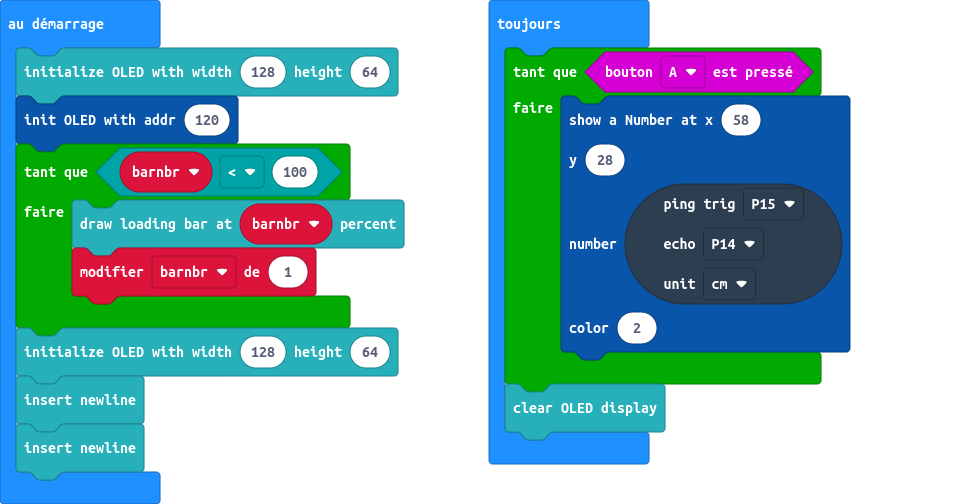 au démarrage
initialize OLED with width 128 height 64
init OLED with addr 120
tant que barnbr < 100
faire
draw loading bar at barnbr percent
modifier barnbr de 1
initialize OLED with width 128 height 64
insert newline
insert newline
toujours
tant que bouton A est pressé
faire
show a Number at x 58
y 28
number
ping trig P15
echo P14
unit cm
color 2
clear OLED display